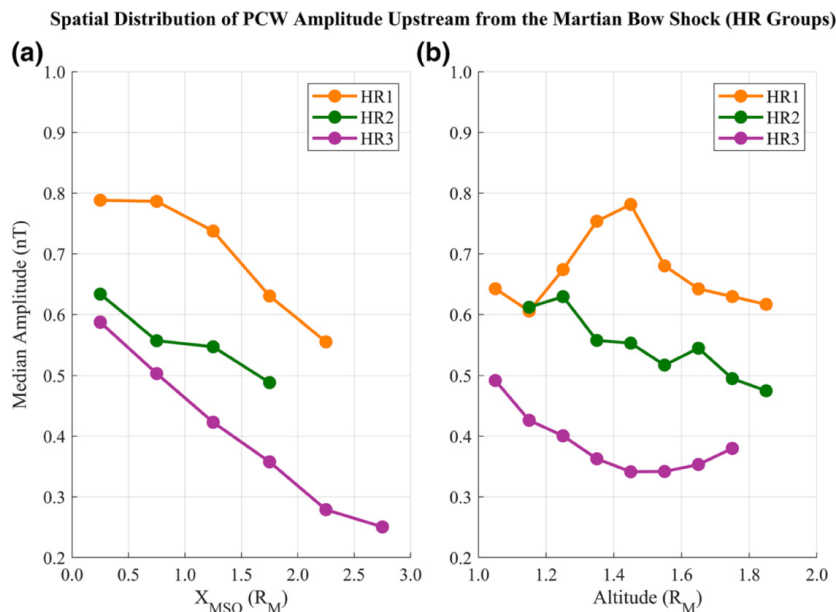 Spatial Distribution of PCW Amplitude Upstream from the Martian Bow Shock (HR Groups)
(a)
Median Amplitude (nT)
1.0
0.9
0.8
0.7
0.6
0.5
0.4
0.3
0.2
HR1
HR2
HR3
0.0 0.5 1.0 1.5 2.0 2.5 3.0
X_MSO (R_M)
(b)
1.0
0.9
0.8
0.7
0.6
0.5
0.4
0.3
0.2
HR1
HR2
HR3
1.0 1.2 1.4 1.6 1.8 2.0
Altitude (R_M)